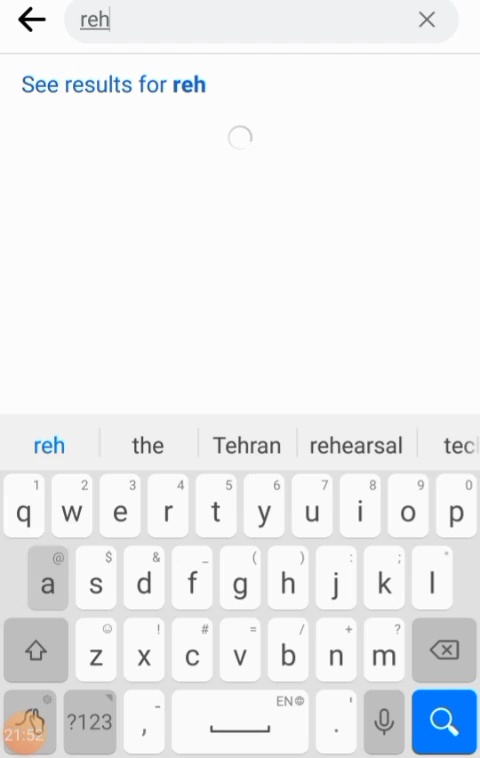 reh
See results for reh
reh the Tehran rehearsal tec
1 2 3 4 5 6 7 8 9 0
q w e r t y u i o p
@ $ & _ ( ) : ; "
a s d f g h j k l
! # = / + ?
z x c v b n m
EN
?123 , .
21:52